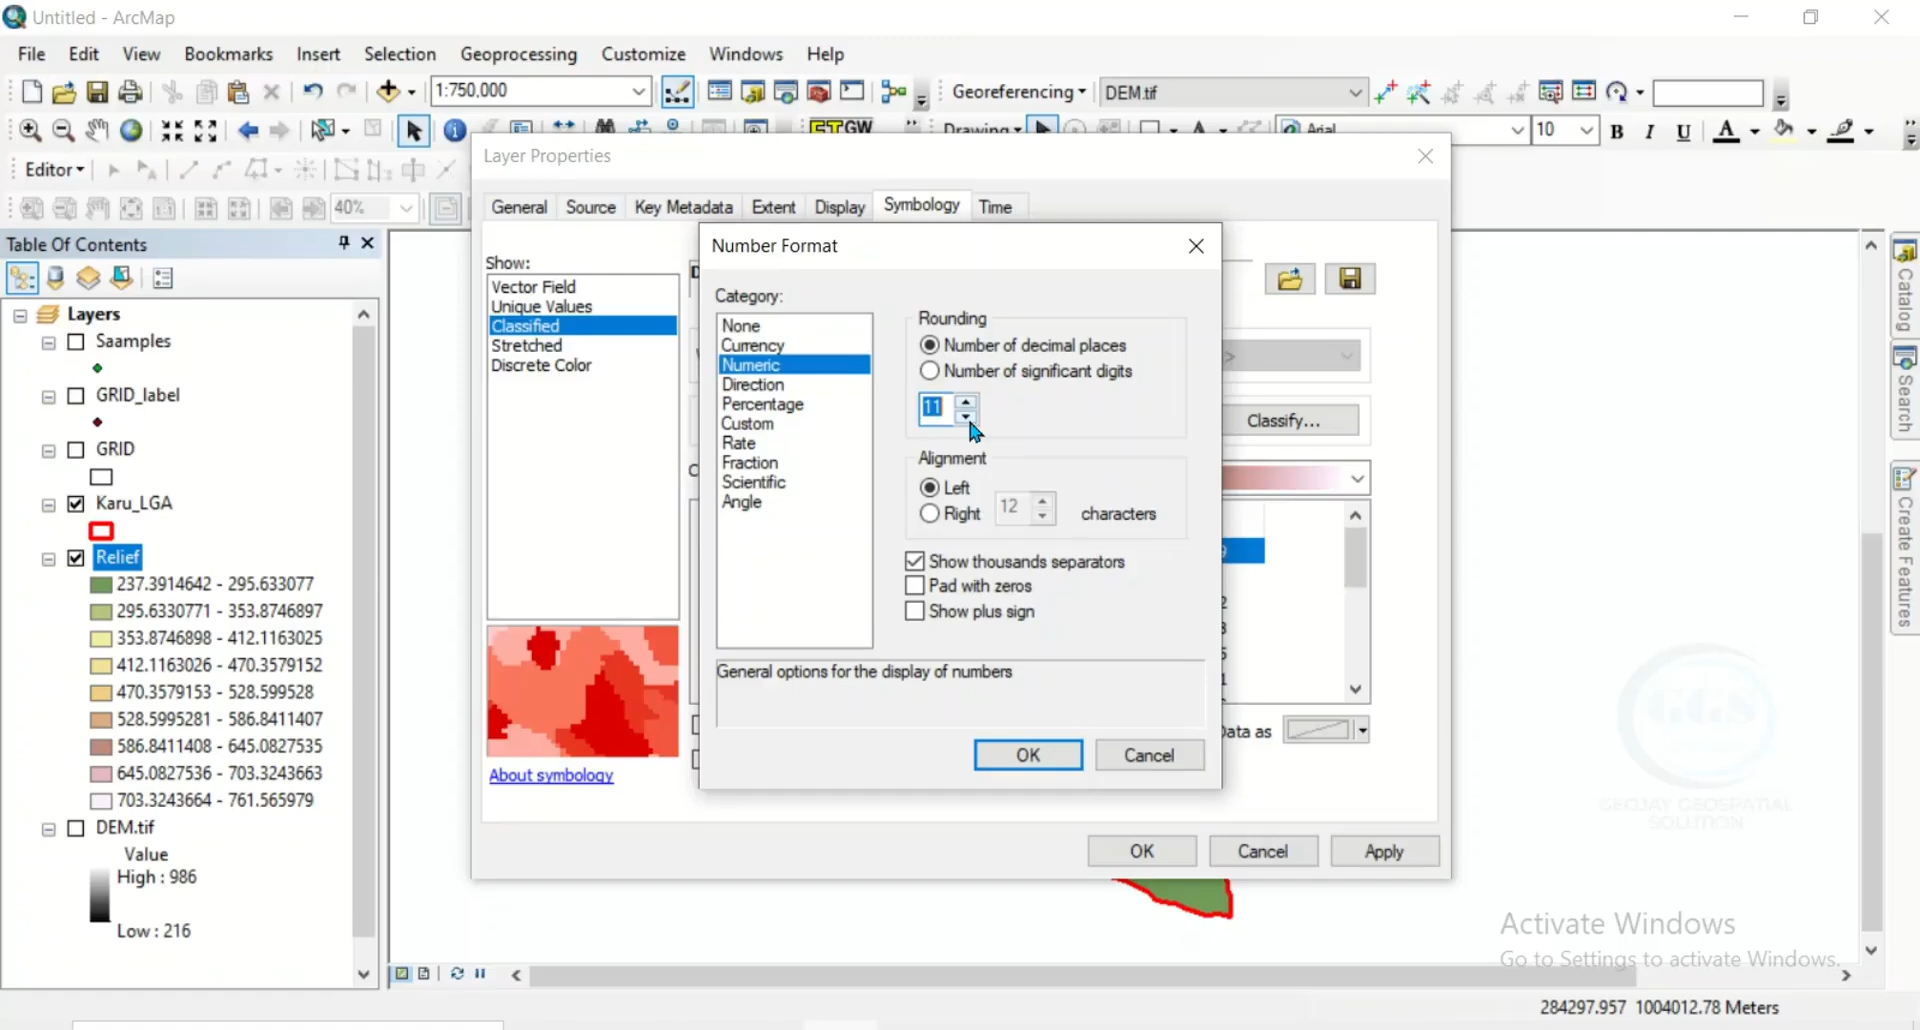 Untitled - ArcMap
File Edit View Bookmarks Insert Selection Geoprocessing Customize Windows Help
1:750,000
Georeferencing
DEM.tif
Drawing
Arial
10
B I U A
Editor
40%
Table Of Contents
Layers
Saamples
GRID_label
GRID
Karu_LGA
Relief
237.3914642 - 295.633077
295.6330771 - 353.8746897
353.8746898 - 412.1163025
412.1163026 - 470.3579152
470.3579153 - 528.599528
528.5995281 - 586.8411407
586.8411408 - 645.0827535
645.0827536 - 703.3243663
703.3243664 - 761.565979
DEM.tif
Value
High : 986
Low : 216
Layer Properties
General Source Key Metadata Extent Display Symbology Time
Show:
Vector Field
Unique Values
Classified
Stretched
Discrete Color
About symbology
Classify...
OK Cancel Apply
Number Format
Category:
None
Currency
Numeric
Direction
Percentage
Custom
Rate
Fraction
Scientific
Angle
Rounding
Number of decimal places
Number of significant digits
11
Alignment
Left
Right 12 characters
Show thousands separators
Pad with zeros
Show plus sign
General options for the display of numbers
OK Cancel
Data as
Catalog
Search
Create Features
GGS
GEOJAY GEOSPATIAL
SOLUTION
Activate Windows
Go to Settings to activate Windows.
284297.957 1004012.78 Meters